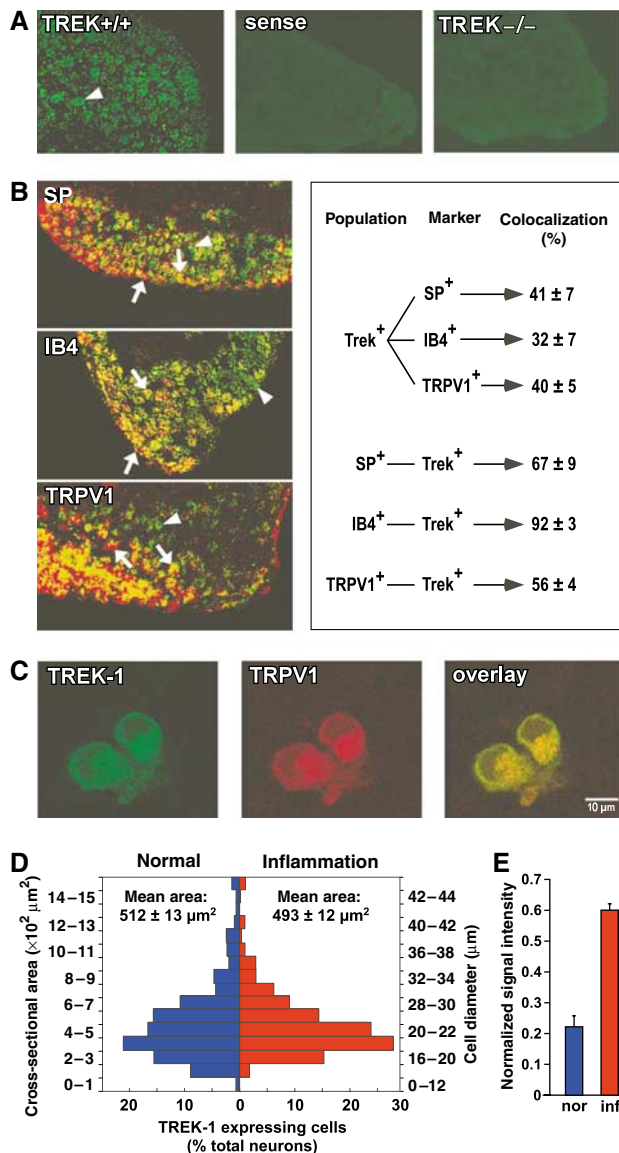 A
TREK+/+
sense
TREK–/–
B
SP
IB4
TRPV1
Population Marker Colocalization (%)
Trek+
SP+ 41 ± 7
IB4+ 32 ± 7
TRPV1+ 40 ± 5
SP+ Trek+ 67 ± 9
IB4+ Trek+ 92 ± 3
TRPV1+ Trek+ 56 ± 4
C
TREK-1
TRPV1
overlay
10 µm
D
Normal Inflammation
Mean area: 512 ± 13 µm²
Mean area: 493 ± 12 µm²
Cross-sectional area (×10² µm²)
14–15
12–13
10–11
8–9
6–7
4–5
2–3
0–1
42–44
40–42
36–38
32–34
28–30
20–22
16–20
0–12
Cell diameter (µm)
20 10 0 10 20 30
TREK-1 expressing cells
(% total neurons)
E
Normalized signal intensity
0.7
0.6
0.5
0.4
0.3
0.2
0.1
0
nor inf